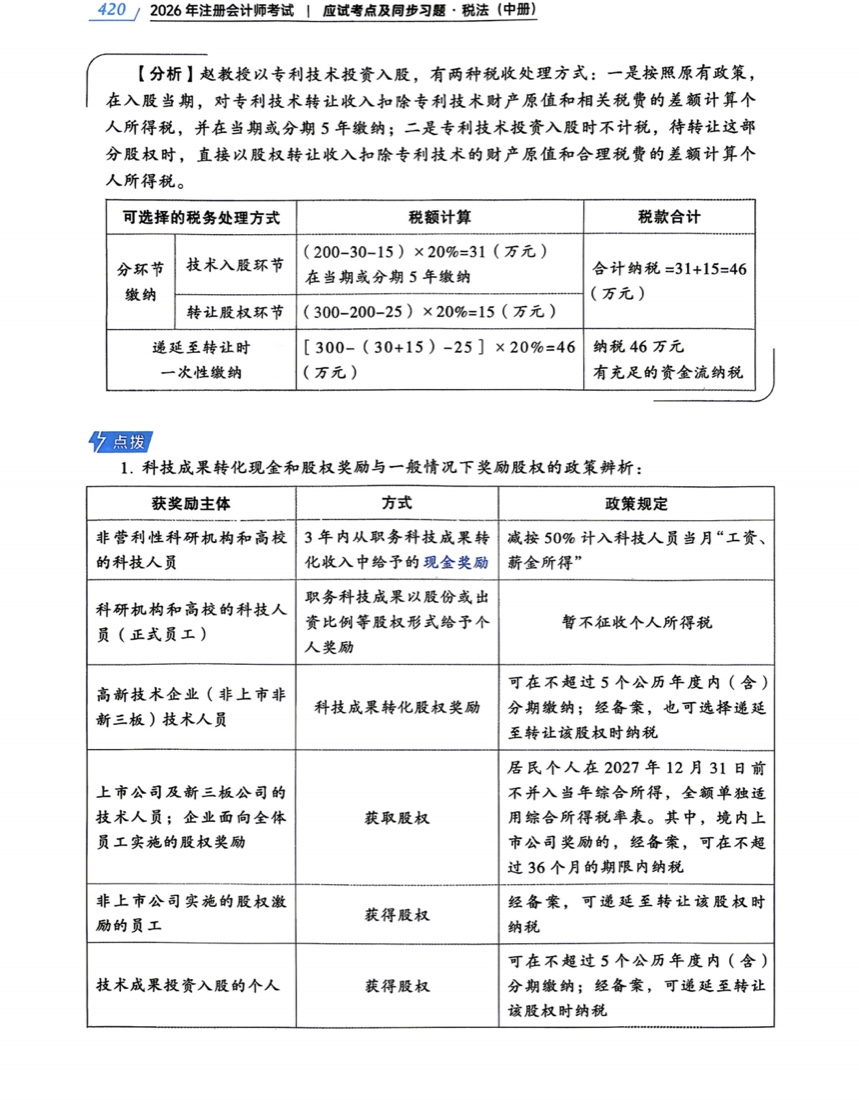 420 2026 年注册会计师考试 | 应试考点及同步习题·税法（中册）
【分析】赵教授以专利技术投资入股，有两种税收处理方式：一是按照原有政策，
在入股当期，对专利技术转让收入扣除专利技术财产原值和相关税费的差额计算个
人所得税，并在当期或分期 5 年缴纳；二是专利技术投资入股时不计税，待转让这部
分股权时，直接以股权转让收入扣除专利技术的财产原值和合理税费的差额计算个
人所得税。
可选择的税务处理方式 税额计算 税款合计
分环节
缴纳
技术入股环节
（200-30-15）×20%=31（万元）
在当期或分期 5 年缴纳
转让股权环节 （300-200-25）×20%=15（万元）
合计纳税 =31+15=46
（万元）
递延至转让时
一次性缴纳
［300-（30+15）-25］×20%=46
（万元）
纳税 46 万元
有充足的资金流纳税
点拨
1. 科技成果转化现金和股权奖励与一般情况下奖励股权的政策辨析：
获奖励主体 方式 政策规定
非营利性科研机构和高校
的科技人员
3 年内从职务科技成果转
化收入中给予的现金奖励
减按 50% 计入科技人员当月“工资、
薪金所得”
科研机构和高校的科技人
员（正式员工）
职务科技成果以股份或出
资比例等股权形式给予个
人奖励
暂不征收个人所得税
高新技术企业（非上市非
新三板）技术人员
科技成果转化股权奖励
可在不超过 5 个公历年度内（含）
分期缴纳；经备案，也可选择递延
至转让该股权时纳税
上市公司及新三板公司的
技术人员；企业面向全体
员工实施的股权奖励
获取股权
居民个人在 2027 年 12 月 31 日前
不并入当年综合所得，全额单独适
用综合所得税率表。其中，境内上
市公司奖励的，经备案，可在不超
过 36 个月的期限内纳税
非上市公司实施的股权激
励的员工
获得股权
经备案，可递延至转让该股权时
纳税
技术成果投资入股的个人
获得股权
可在不超过 5 个公历年度内（含）
分期缴纳；经备案，可递延至转让
该股权时纳税